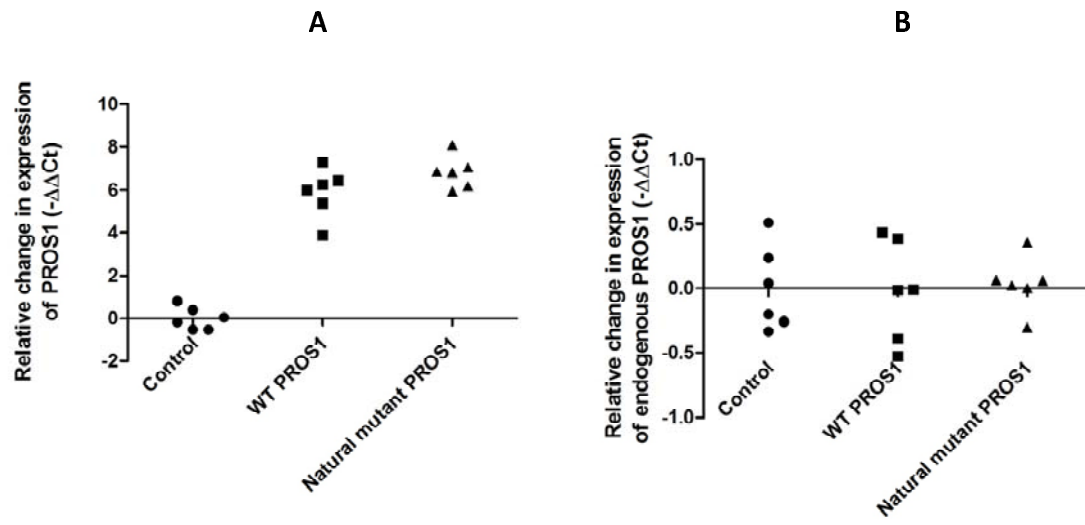 A
Relative change in expression
of PROS1 (-ΔΔCt)
10
8
6
4
2
0
-2
Control
WT PROS1
Natural mutant PROS1
B
Relative change in expression
of endogenous PROS1 (-ΔΔCt)
1.0
0.5
0.0
-0.5
-1.0
Control
WT PROS1
Natural mutant PROS1